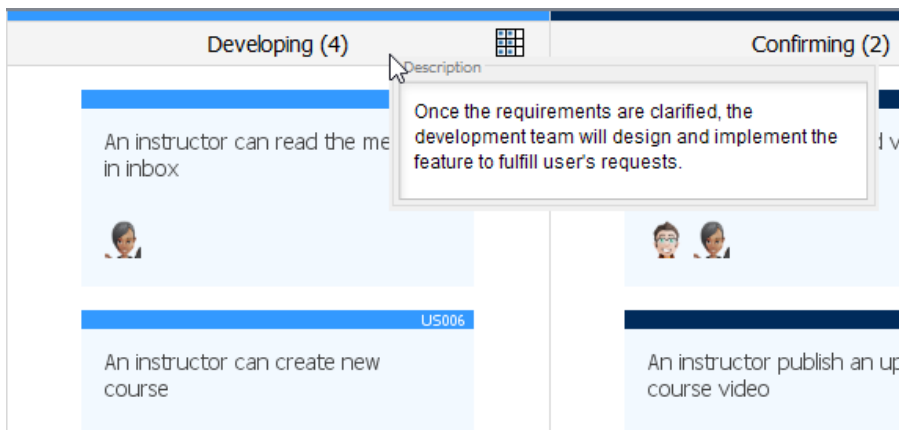 Developing (4)
Confirming (2)
Description
Once the requirements are clarified, the
development team will design and implement the
feature to fulfill user's requests.
An instructor can read the
in inbox
US006
An instructor can create new
course
An instructor publish an
course video